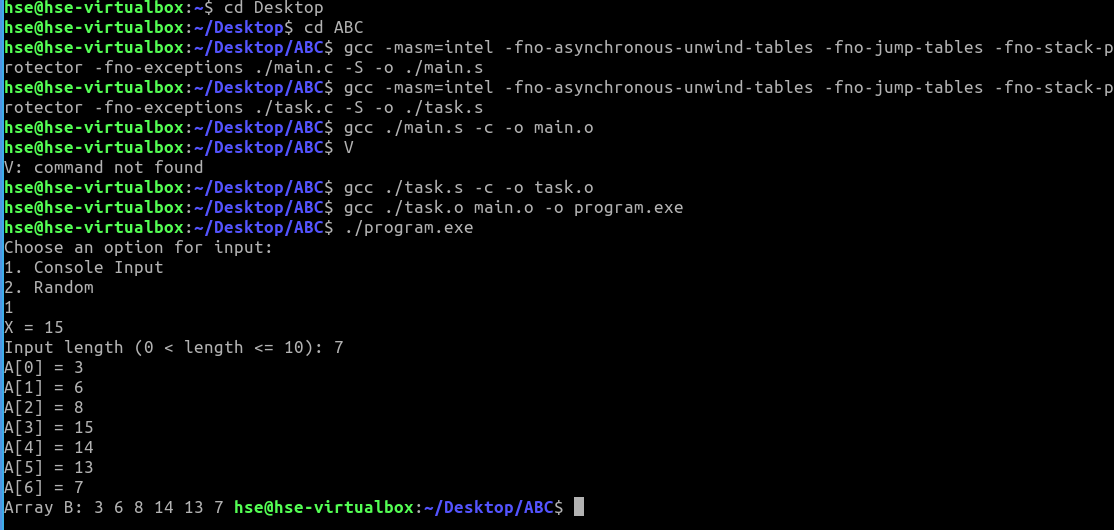 hse@hse-virtualbox:~$ cd Desktop
hse@hse-virtualbox:~/Desktop$ cd ABC
hse@hse-virtualbox:~/Desktop/ABC$ gcc -masm=intel -fno-asynchronous-unwind-tables -fno-jump-tables -fno-stack-p
rotector -fno-exceptions ./main.c -S -o ./main.s
hse@hse-virtualbox:~/Desktop/ABC$ gcc -masm=intel -fno-asynchronous-unwind-tables -fno-jump-tables -fno-stack-p
rotector -fno-exceptions ./task.c -S -o ./task.s
hse@hse-virtualbox:~/Desktop/ABC$ gcc ./main.s -c -o main.o
hse@hse-virtualbox:~/Desktop/ABC$ V
V: command not found
hse@hse-virtualbox:~/Desktop/ABC$ gcc ./task.s -c -o task.o
hse@hse-virtualbox:~/Desktop/ABC$ gcc ./task.o main.o -o program.exe
hse@hse-virtualbox:~/Desktop/ABC$ ./program.exe
Choose an option for input:
1. Console Input
2. Random
1
X = 15
Input length (0 < length <= 10): 7
A[0] = 3
A[1] = 6
A[2] = 8
A[3] = 15
A[4] = 14
A[5] = 13
A[6] = 7
Array B: 3 6 8 14 13 7 hse@hse-virtualbox:~/Desktop/ABC$